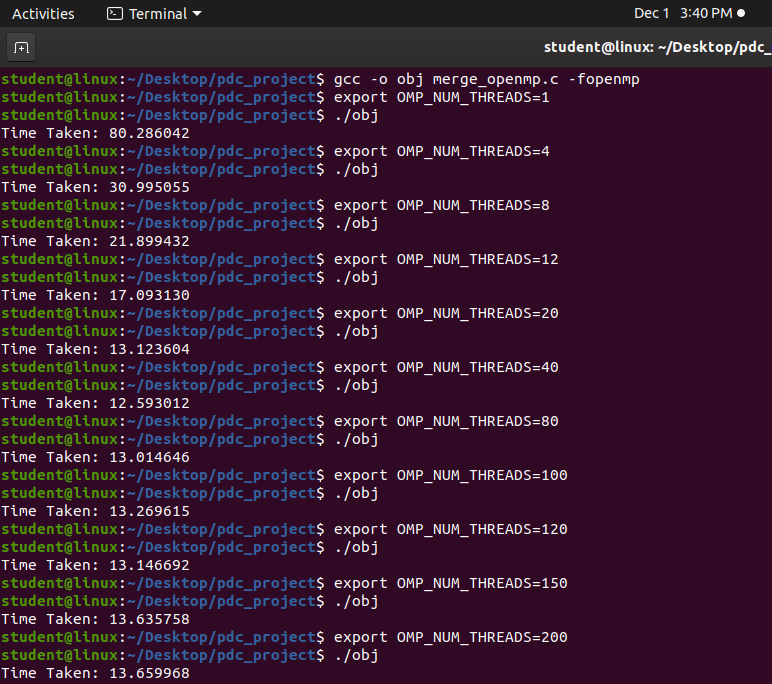 Activities Terminal Dec 1 3:40 PM
student@linux: ~/Desktop/pdc_
student@linux:~/Desktop/pdc_project$ gcc -o obj merge_openmp.c -fopenmp
student@linux:~/Desktop/pdc_project$ export OMP_NUM_THREADS=1
student@linux:~/Desktop/pdc_project$ ./obj
Time Taken: 80.286042
student@linux:~/Desktop/pdc_project$ export OMP_NUM_THREADS=4
student@linux:~/Desktop/pdc_project$ ./obj
Time Taken: 30.995055
student@linux:~/Desktop/pdc_project$ export OMP_NUM_THREADS=8
student@linux:~/Desktop/pdc_project$ ./obj
Time Taken: 21.899432
student@linux:~/Desktop/pdc_project$ export OMP_NUM_THREADS=12
student@linux:~/Desktop/pdc_project$ ./obj
Time Taken: 17.093130
student@linux:~/Desktop/pdc_project$ export OMP_NUM_THREADS=20
student@linux:~/Desktop/pdc_project$ ./obj
Time Taken: 13.123604
student@linux:~/Desktop/pdc_project$ export OMP_NUM_THREADS=40
student@linux:~/Desktop/pdc_project$ ./obj
Time Taken: 12.593012
student@linux:~/Desktop/pdc_project$ export OMP_NUM_THREADS=80
student@linux:~/Desktop/pdc_project$ ./obj
Time Taken: 13.014646
student@linux:~/Desktop/pdc_project$ export OMP_NUM_THREADS=100
student@linux:~/Desktop/pdc_project$ ./obj
Time Taken: 13.269615
student@linux:~/Desktop/pdc_project$ export OMP_NUM_THREADS=120
student@linux:~/Desktop/pdc_project$ ./obj
Time Taken: 13.146692
student@linux:~/Desktop/pdc_project$ export OMP_NUM_THREADS=150
student@linux:~/Desktop/pdc_project$ ./obj
Time Taken: 13.635758
student@linux:~/Desktop/pdc_project$ export OMP_NUM_THREADS=200
student@linux:~/Desktop/pdc_project$ ./obj
Time Taken: 13.659968